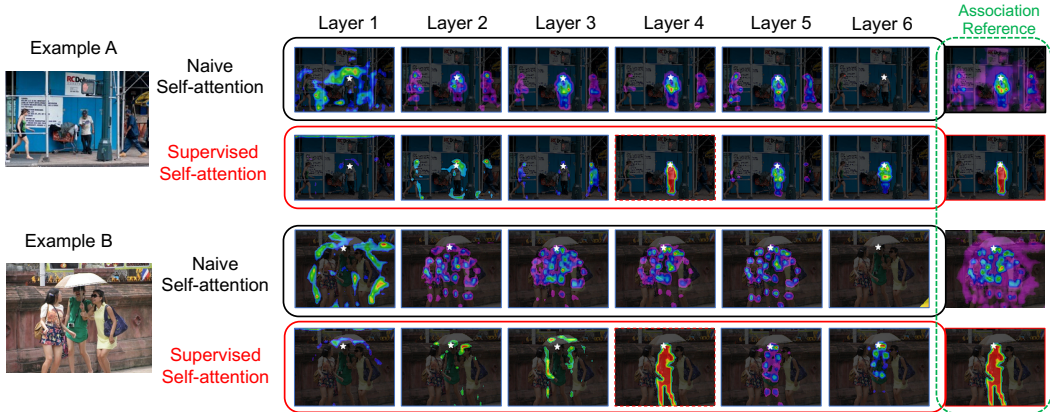 Layer 1 Layer 2 Layer 3 Layer 4 Layer 5 Layer 6
Association
Reference
Example A
Naive
Self-attention
Supervised
Self-attention
Example B
Naive
Self-attention
Supervised
Self-attention